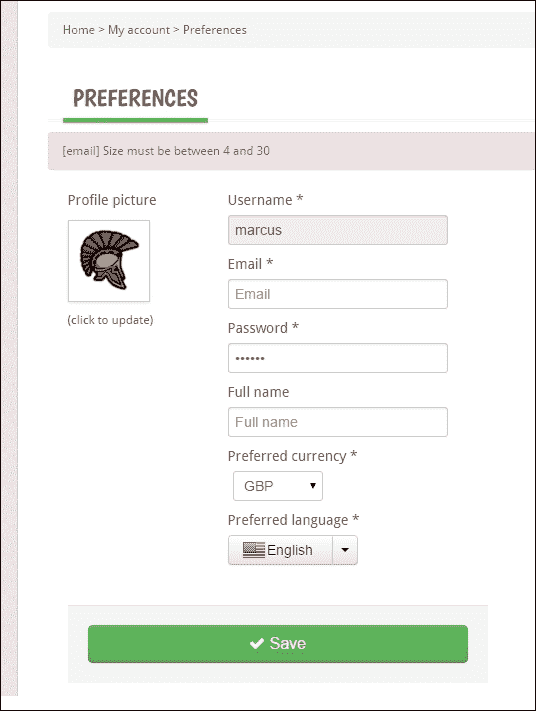 Home > My account > Preferences
PREFERENCES
[email] Size must be between 4 and 30
Profile picture
(click to update)
Username *
marcus
Email *
Email
Password *
••••••
Full name
Full name
Preferred currency *
GBP
Preferred language *
English
Save